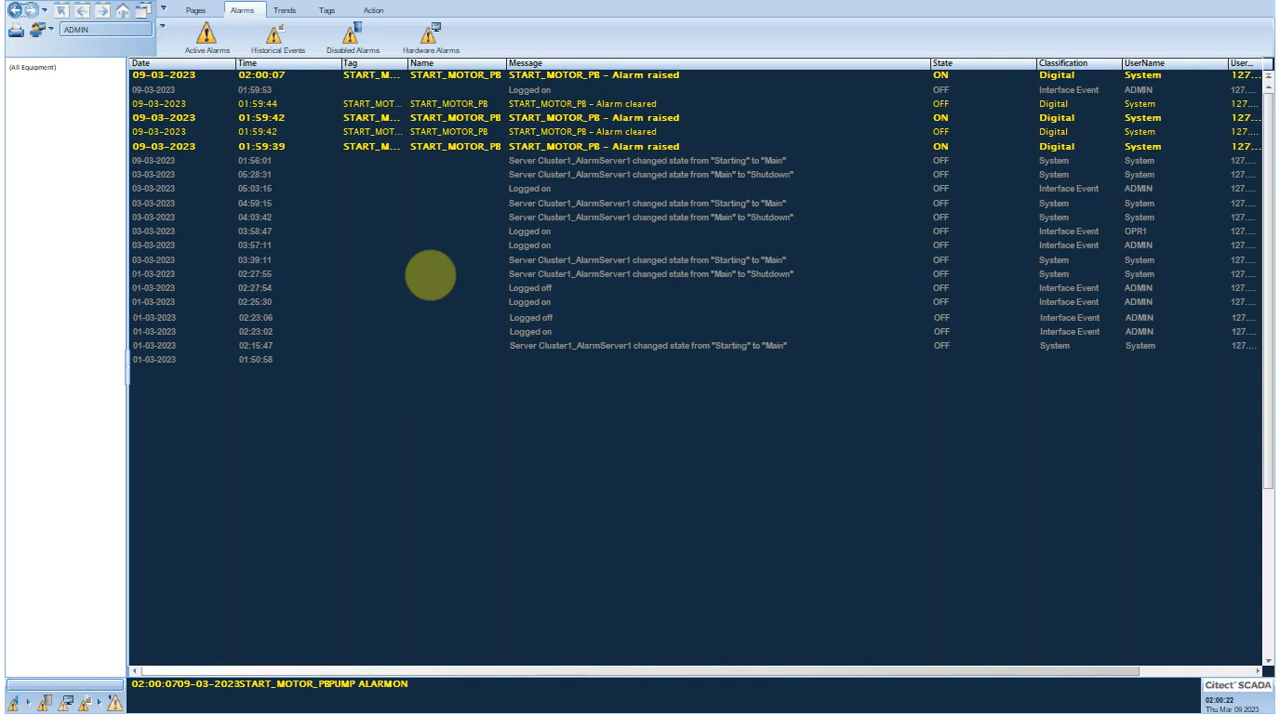 Pages Alarms Trends Tags Action
ADMIN
Active Alarms Historical Events Disabled Alarms Hardware Alarms
(All Equipment)
Date Time Tag Name Message State Classification UserName User...
09-03-2023 02:00:07 START_M... START_MOTOR_PB START_MOTOR_PB - Alarm raised ON Digital System 127....
09-03-2023 01:59:53 Logged on OFF Interface Event ADMIN 127....
09-03-2023 01:59:44 START_MOT... START_MOTOR_PB START_MOTOR_PB - Alarm cleared OFF Digital System 127....
09-03-2023 01:59:42 START_M... START_MOTOR_PB START_MOTOR_PB - Alarm raised ON Digital System 127....
09-03-2023 01:59:42 START_MOT... START_MOTOR_PB START_MOTOR_PB - Alarm cleared OFF Digital System 127....
09-03-2023 01:59:39 START_M... START_MOTOR_PB START_MOTOR_PB - Alarm raised ON Digital System 127....
09-03-2023 01:56:01 Server Cluster1_AlarmServer1 changed state from "Starting" to "Main" OFF System System 127....
03-03-2023 05:28:31 Server Cluster1_AlarmServer1 changed state from "Main" to "Shutdown" OFF System System 127....
03-03-2023 05:03:15 Logged on OFF Interface Event ADMIN 127....
03-03-2023 04:59:15 Server Cluster1_AlarmServer1 changed state from "Starting" to "Main" OFF System System 127....
03-03-2023 04:03:42 Server Cluster1_AlarmServer1 changed state from "Main" to "Shutdown" OFF System System 127....
03-03-2023 03:58:47 Logged on OFF Interface Event OPR1 127....
03-03-2023 03:57:11 Logged on OFF Interface Event ADMIN 127....
03-03-2023 03:39:11 Server Cluster1_AlarmServer1 changed state from "Starting" to "Main" OFF System System 127....
01-03-2023 02:27:55 Server Cluster1_AlarmServer1 changed state from "Main" to "Shutdown" OFF System System 127....
01-03-2023 02:27:54 Logged off OFF Interface Event ADMIN 127....
01-03-2023 02:25:30 Logged on OFF Interface Event ADMIN 127....
01-03-2023 02:23:06 Logged off OFF Interface Event ADMIN 127....
01-03-2023 02:23:02 Logged on OFF Interface Event ADMIN 127....
01-03-2023 02:15:47 Server Cluster1_AlarmServer1 changed state from "Starting" to "Main" OFF System System 127....
01-03-2023 01:50:58
02:00:0709-03-2023START_MOTOR_PBPUMP ALARMON
Citect SCADA
02:00:22
Thu Mar 09 2023